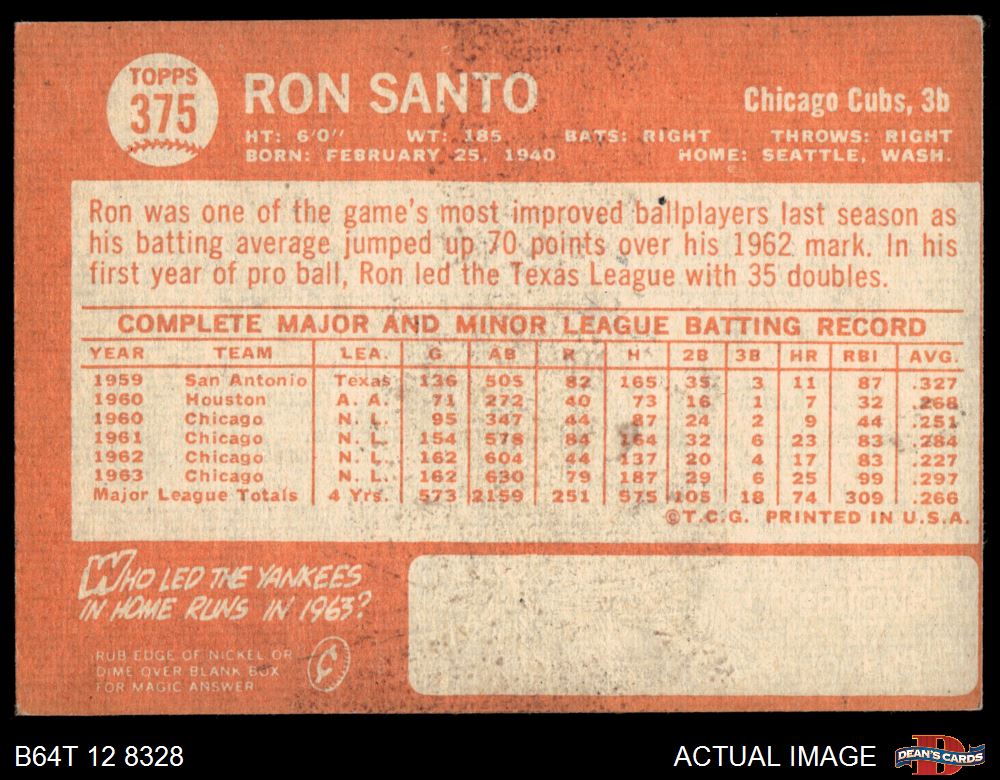 TOPPS
375
RON SANTO
Chicago Cubs, 3b
HT: 6'0" WT: 185 BATS: RIGHT THROWS: RIGHT
BORN: FEBRUARY 25, 1940 HOME: SEATTLE, WASH.
Ron was one of the game's most improved ballplayers last season as
his batting average jumped up 70 points over his 1962 mark. In his
first year of pro ball, Ron led the Texas League with 35 doubles.
COMPLETE MAJOR AND MINOR LEAGUE BATTING RECORD
YEAR TEAM LEA. G AB R H 2B 3B HR RBI AVG.
1959 San Antonio Texas 136 505 82 165 35 3 11 87 .327
1960 Houston A. A. 71 272 40 73 16 1 7 32 .268
1960 Chicago N. L. 95 347 44 87 24 2 9 44 .251
1961 Chicago N. L. 154 578 84 164 32 6 23 83 .284
1962 Chicago N. L. 162 604 44 137 20 4 17 83 .227
1963 Chicago N. L. 162 630 79 187 29 6 25 99 .297
Major League Totals 4 Yrs. 573 2159 251 575 105 18 74 309 .266
©T.C.G. PRINTED IN U.S.A.
WHO LED THE YANKEES
IN HOME RUNS IN 1963?
RUB EDGE OF NICKEL OR
DIME OVER BLANK BOX
FOR MAGIC ANSWER
¢
B64T 12 8328
ACTUAL IMAGE
DEAN'S CARDS